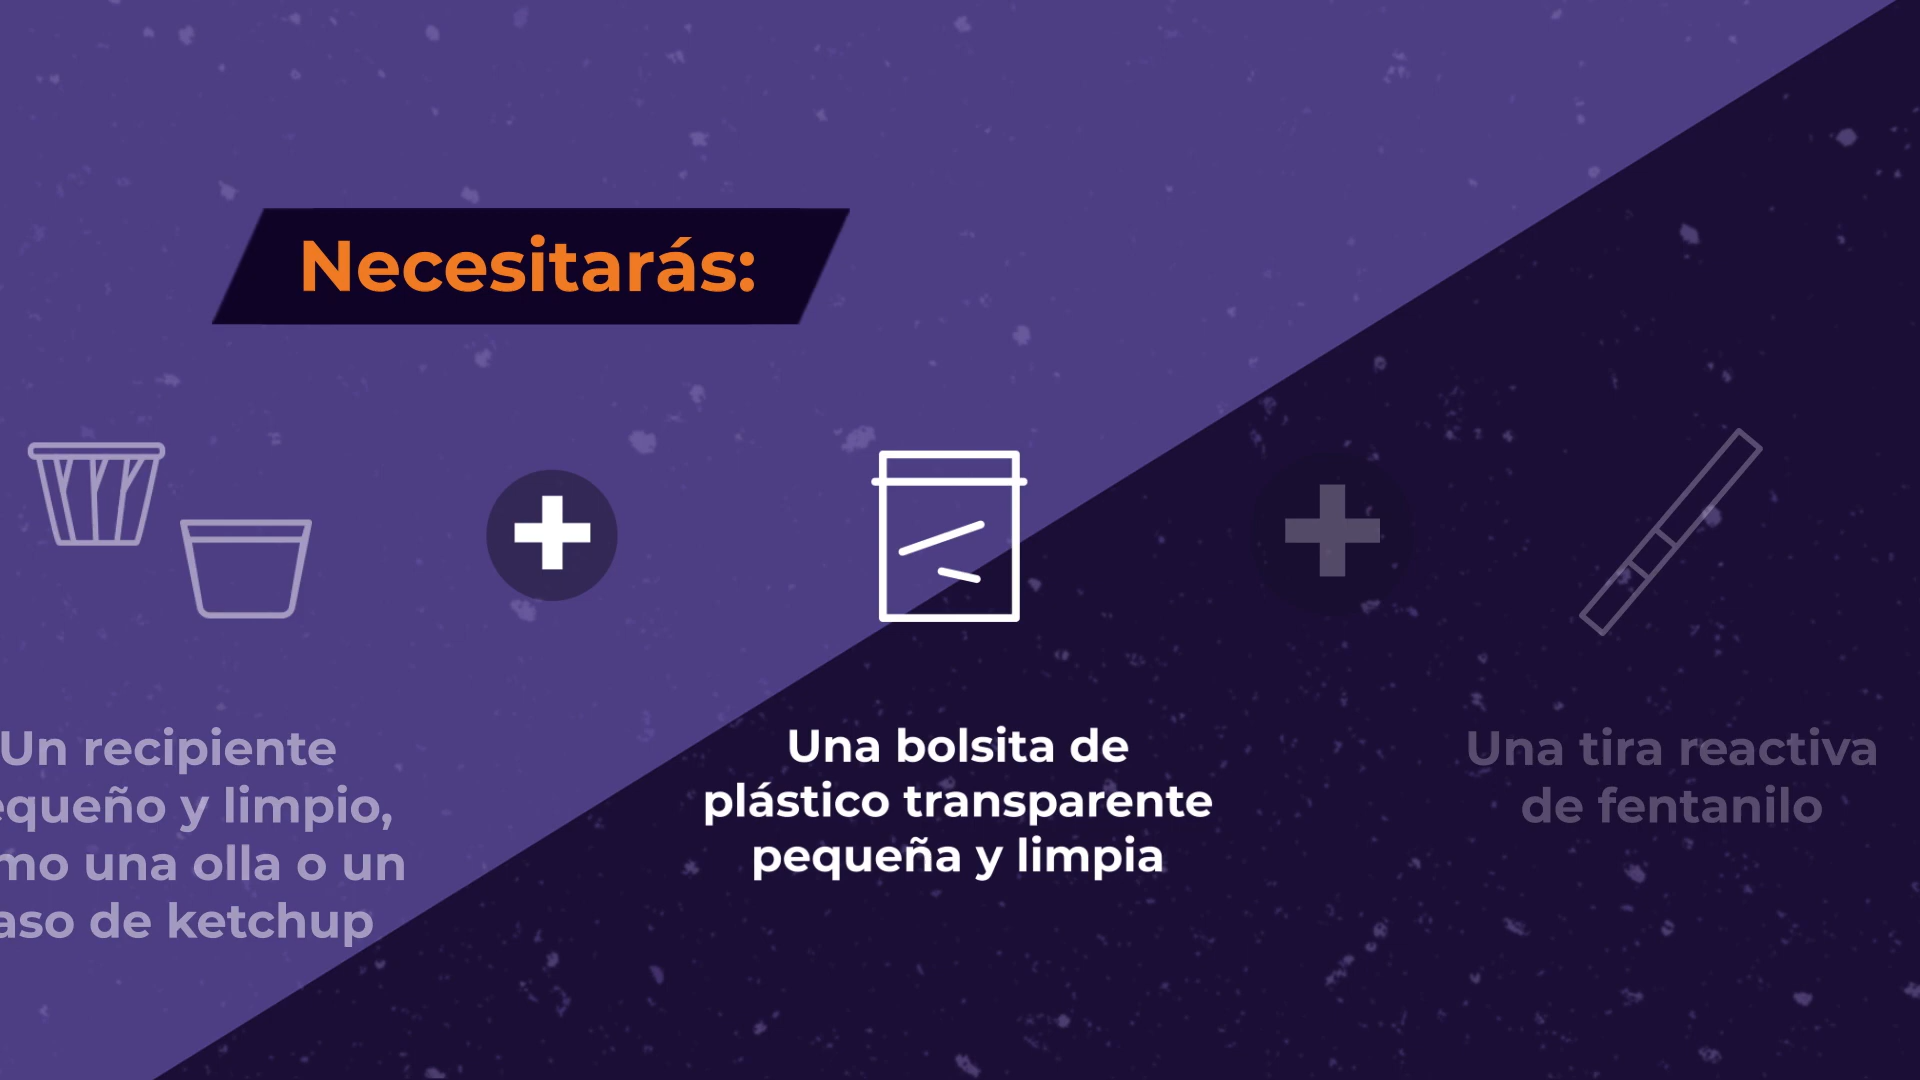 Necesitarás:
Un recipiente
equeño y limpio,
mo una olla o un
aso de ketchup
Una bolsita de
plástico transparente
pequeña y limpia
Una tira reactiva
de fentanilo